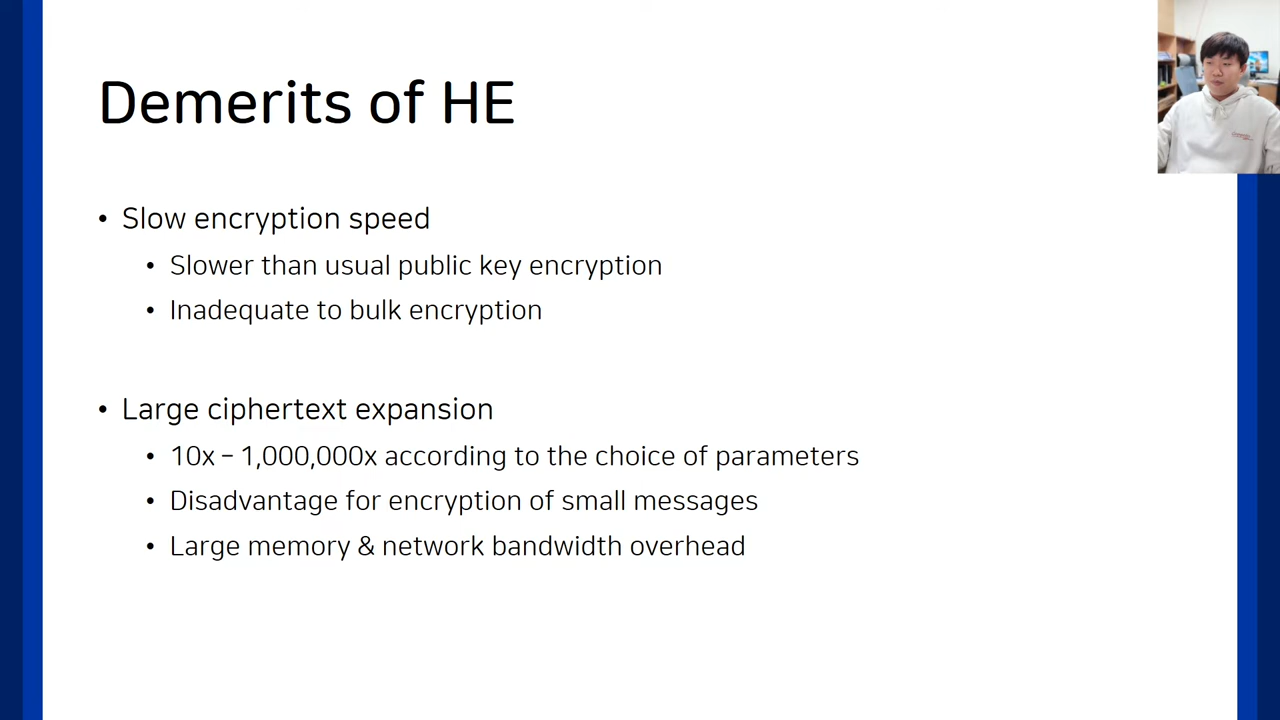 Demerits of HE
• Slow encryption speed
• Slower than usual public key encryption
• Inadequate to bulk encryption
• Large ciphertext expansion
• 10x – 1,000,000x according to the choice of parameters
• Disadvantage for encryption of small messages
• Large memory & network bandwidth overhead